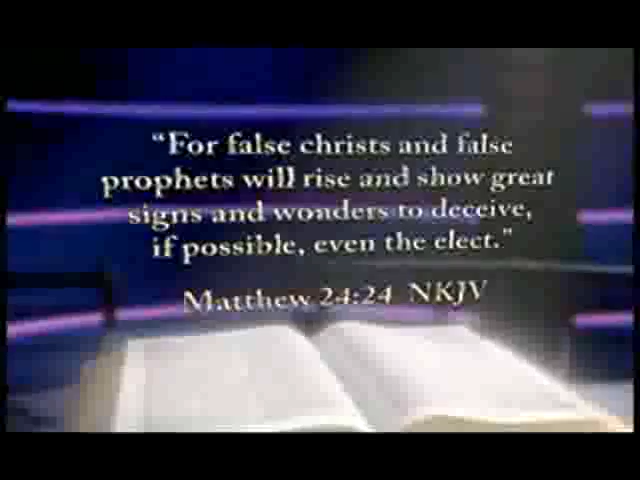 “For false christs and false
prophets will rise and show great
signs and wonders to deceive,
if possible, even the elect.”
Matthew 24:24 NKJV